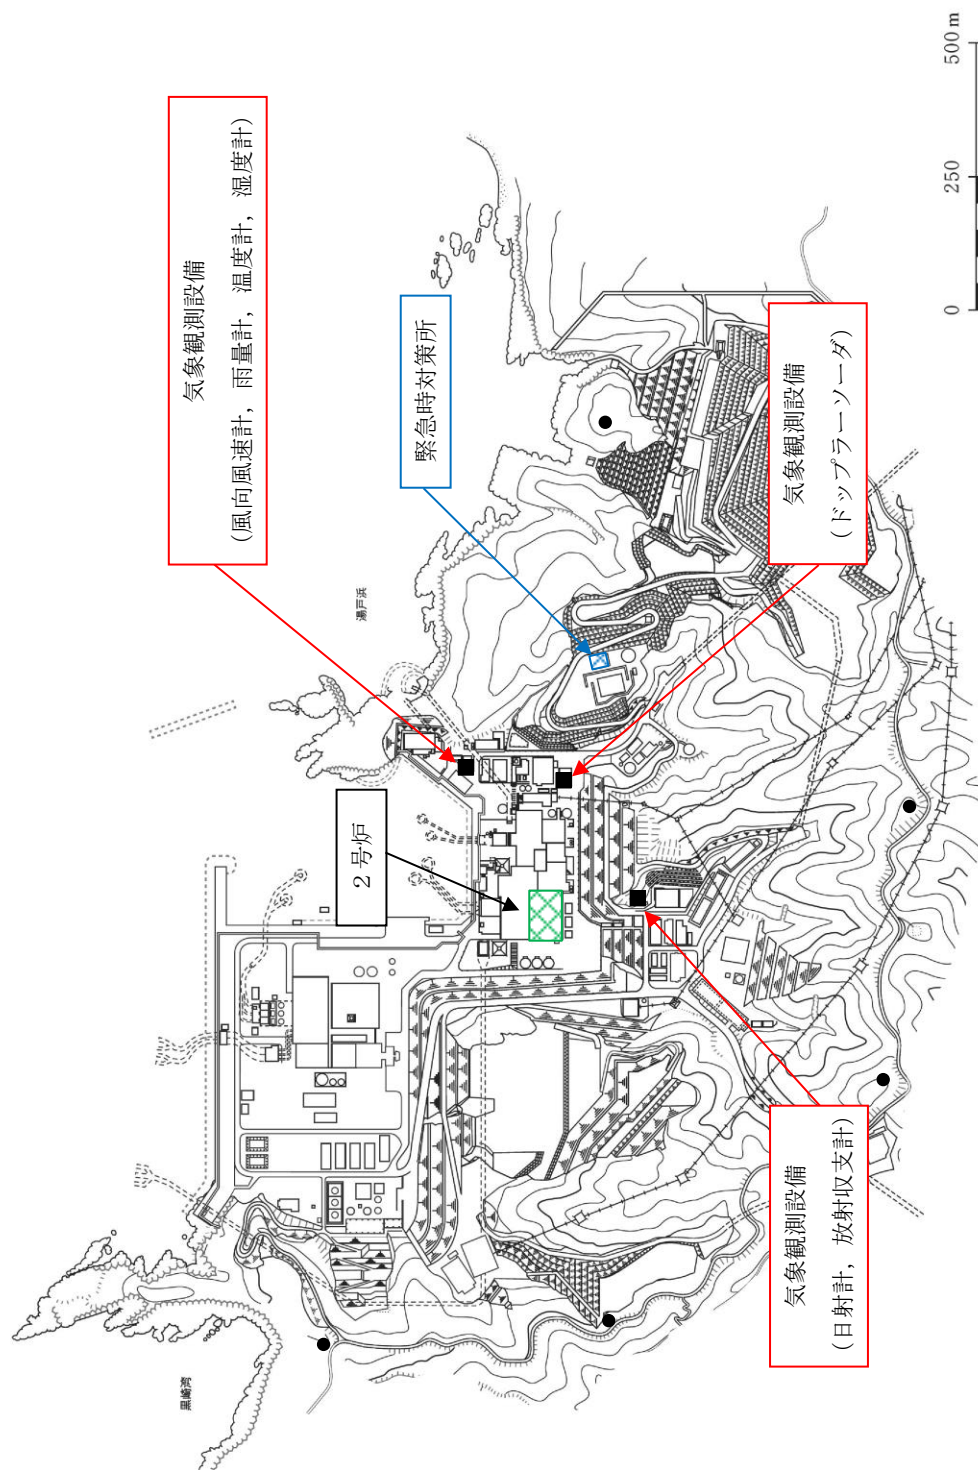 気象観測設備
(風向風速計，雨量計，温度計，湿度計)
緊急時対策所
気象観測設備
(ドップラーソーダ)
湯戸浜
2号炉
気象観測設備
(日射計，放射収支計)
黒崎湾
0 250 500m